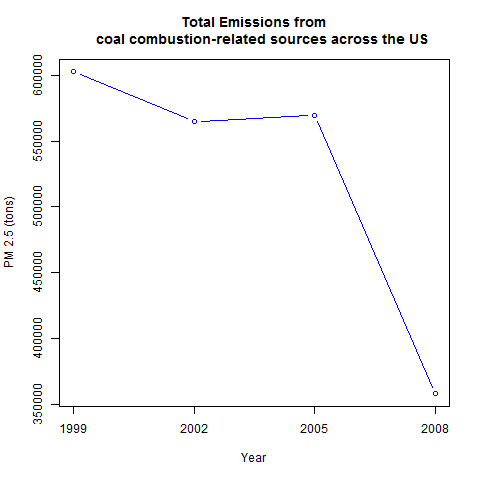 Total Emissions from
coal combustion-related sources across the US
PM 2.5 (tons)
600000
550000
500000
450000
400000
350000
1999
2002
2005
2008
Year